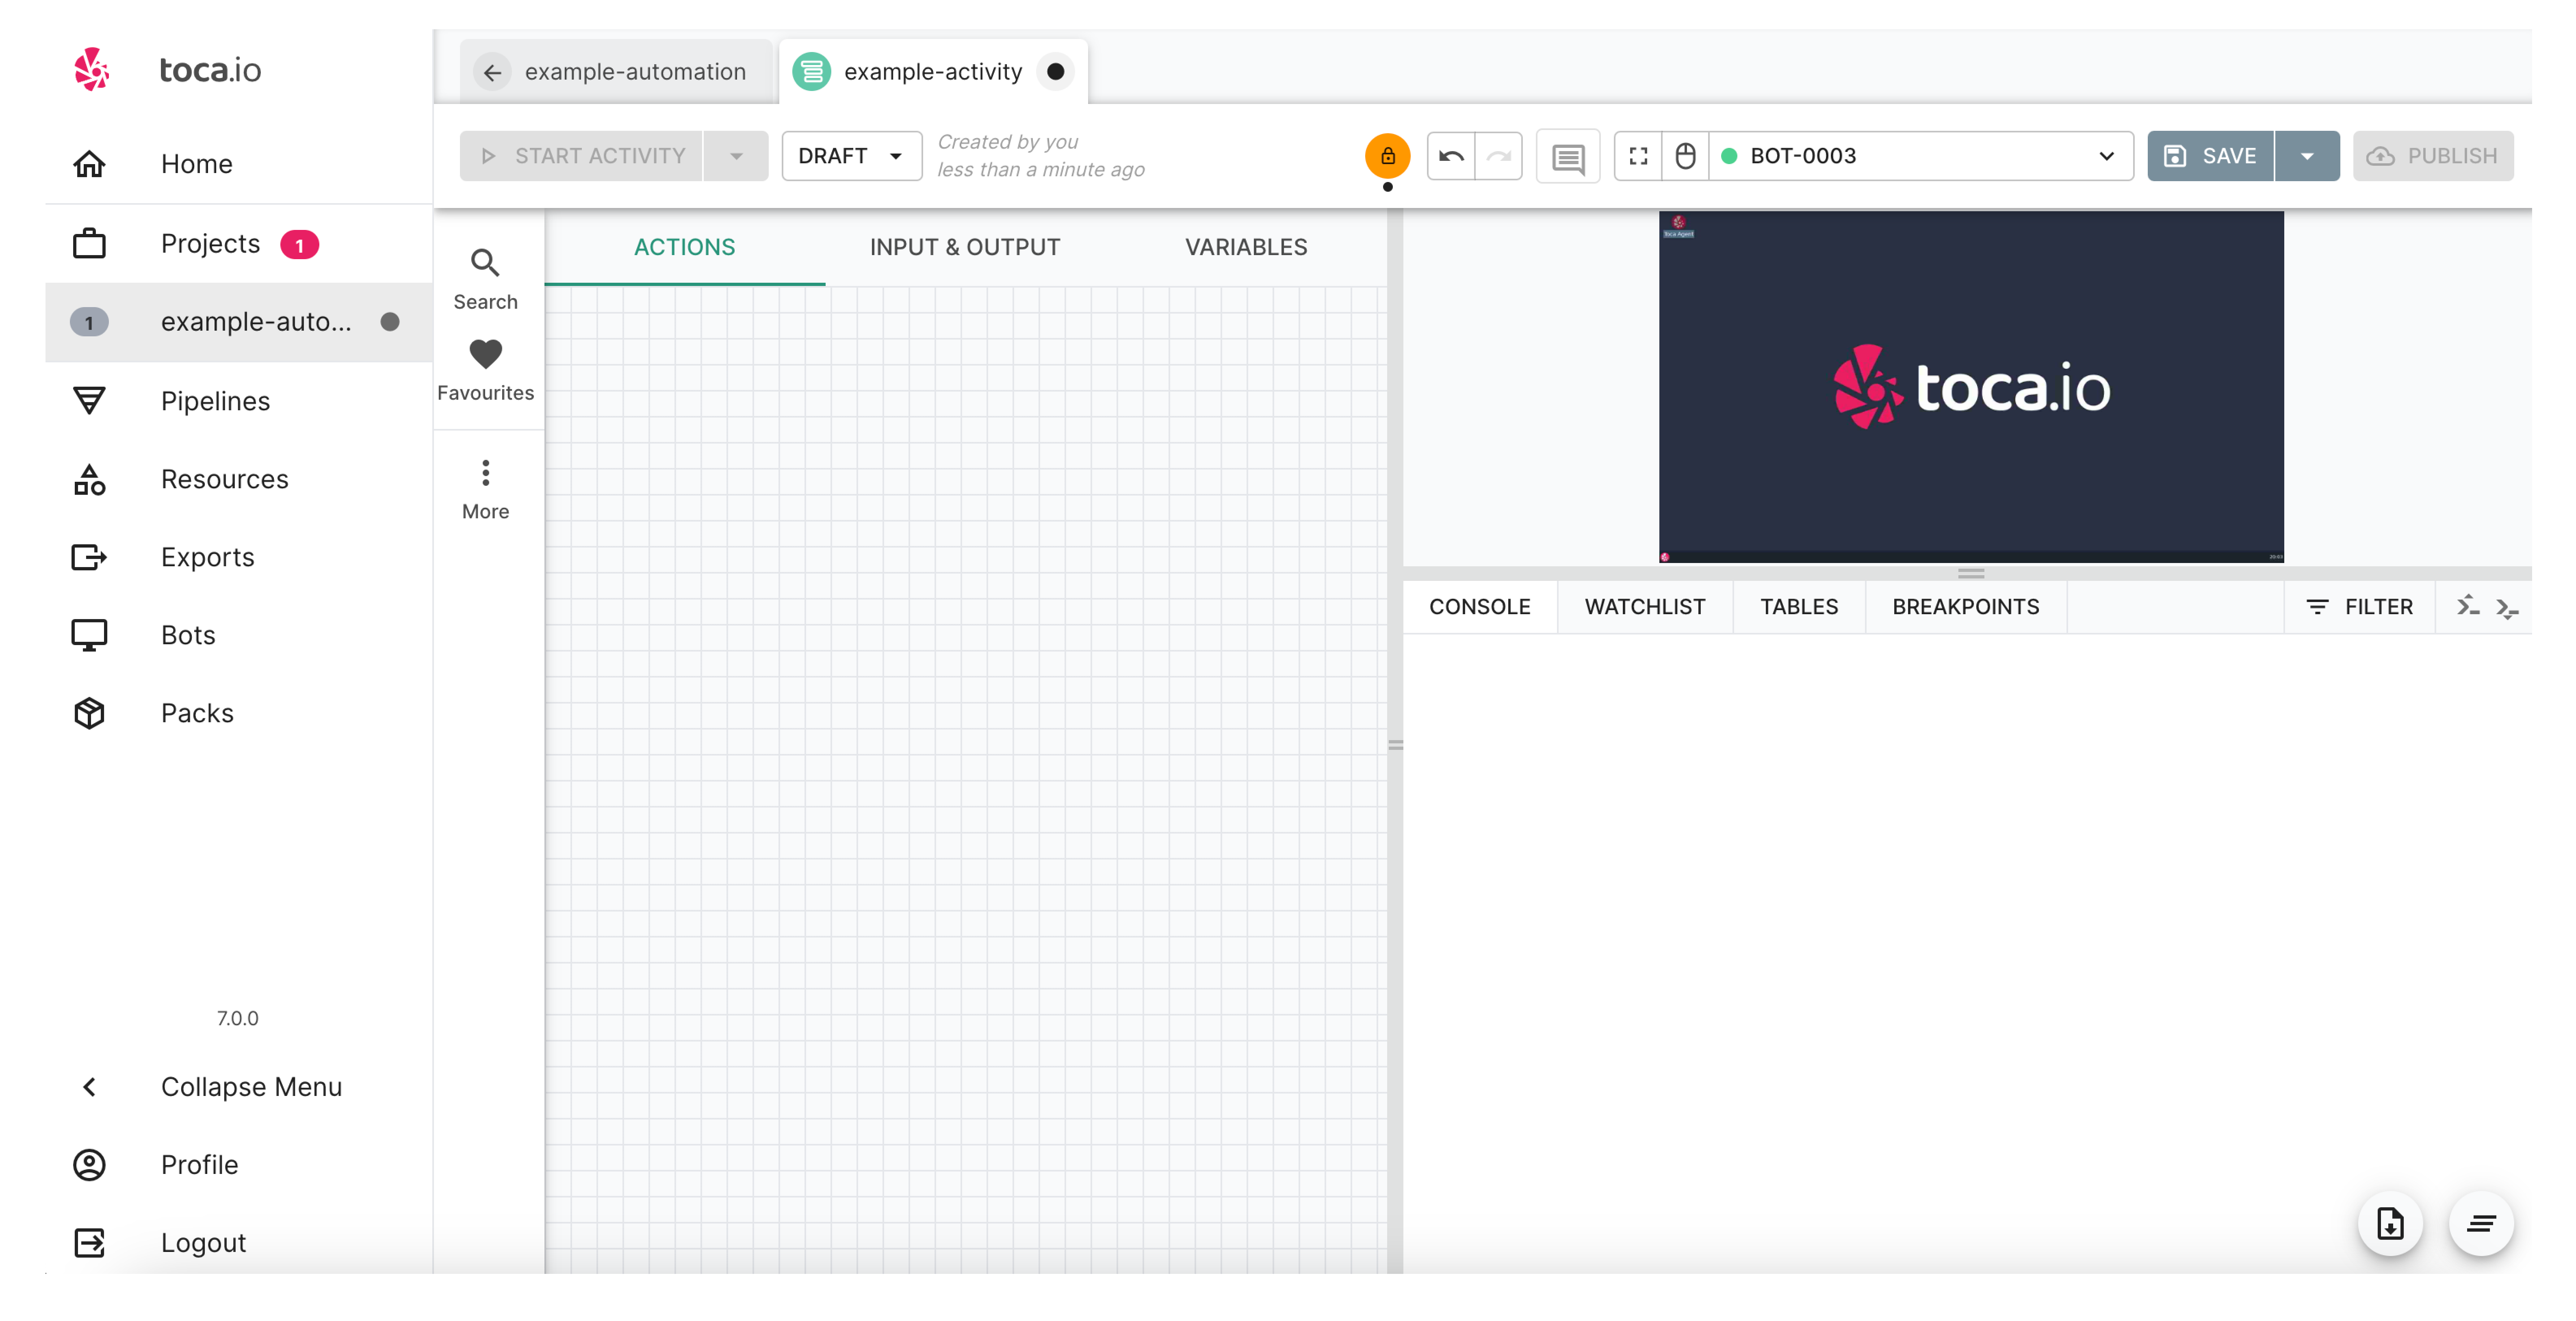 toca.io
Home
Projects 1
1 example-auto...
Pipelines
Resources
Exports
Bots
Packs
7.0.0
Collapse Menu
Profile
Logout
example-automation
example-activity
START ACTIVITY
DRAFT
Created by you
less than a minute ago
BOT-0003
SAVE
PUBLISH
Search
Favourites
More
ACTIONS
INPUT & OUTPUT
VARIABLES
Toca Agent
toca.io
CONSOLE
WATCHLIST
TABLES
BREAKPOINTS
FILTER